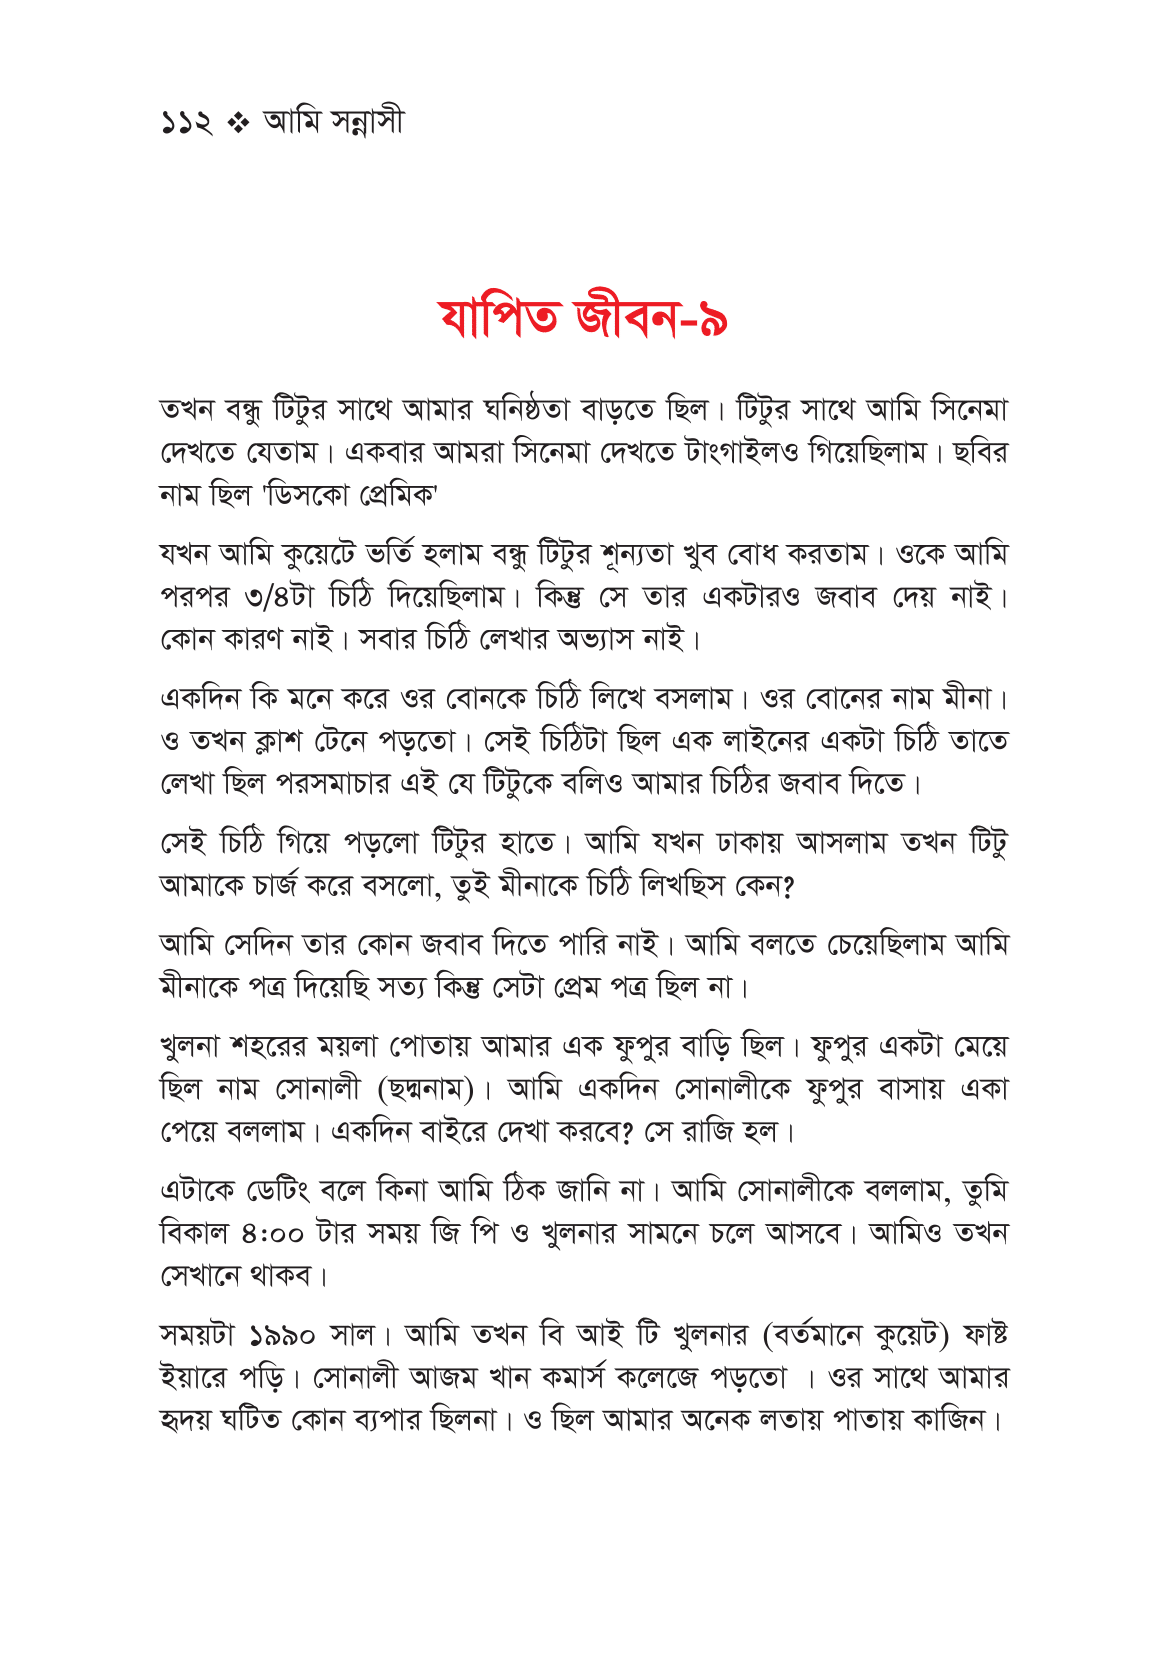 ১১২ ❖ আমি সন্নাসী
যাপিত জীবন-৯
তখন বন্ধু টিটুর সাথে আমার ঘনিষ্ঠতা বাড়তে ছিল। টিটুর সাথে আমি সিনেমা
দেখতে যেতাম। একবার আমরা সিনেমা দেখতে টাংগাইলও গিয়েছিলাম। ছবির
নাম ছিল 'ডিসকো প্রেমিক'
যখন আমি কুয়েটে ভর্তি হলাম বন্ধু টিটুর শূন্যতা খুব বোধ করতাম। ওকে আমি
পরপর ৩/৪টা চিঠি দিয়েছিলাম। কিন্তু সে তার একটারও জবাব দেয় নাই।
কোন কারণ নাই। সবার চিঠি লেখার অভ্যাস নাই।
একদিন কি মনে করে ওর বোনকে চিঠি লিখে বসলাম। ওর বোনের নাম মীনা।
ও তখন ক্লাশ টেনে পড়তো। সেই চিঠিটা ছিল এক লাইনের একটা চিঠি তাতে
লেখা ছিল পরসমাচার এই যে টিটুকে বলিও আমার চিঠির জবাব দিতে।
সেই চিঠি গিয়ে পড়লো টিটুর হাতে। আমি যখন ঢাকায় আসলাম তখন টিটু
আমাকে চার্জ করে বসলো, তুই মীনাকে চিঠি লিখছিস কেন?
আমি সেদিন তার কোন জবাব দিতে পারি নাই। আমি বলতে চেয়েছিলাম আমি
মীনাকে পত্র দিয়েছি সত্য কিন্তু সেটা প্রেম পত্র ছিল না।
খুলনা শহরের ময়লা পোতায় আমার এক ফুপুর বাড়ি ছিল। ফুপুর একটা মেয়ে
ছিল নাম সোনালী (ছদ্মনাম)। আমি একদিন সোনালীকে ফুপুর বাসায় একা
পেয়ে বললাম। একদিন বাইরে দেখা করবে? সে রাজি হল।
এটাকে ডেটিং বলে কিনা আমি ঠিক জানি না। আমি সোনালীকে বললাম, তুমি
বিকাল ৪:০০ টার সময় জি পি ও খুলনার সামনে চলে আসবে। আমিও তখন
সেখানে থাকব।
সময়টা ১৯৯০ সাল। আমি তখন বি আই টি খুলনার (বর্তমানে কুয়েট) ফাষ্ট
ইয়ারে পড়ি। সোনালী আজম খান কমার্স কলেজে পড়তো । ওর সাথে আমার
হৃদয় ঘটিত কোন ব্যপার ছিলনা। ও ছিল আমার অনেক লতায় পাতায় কাজিন।